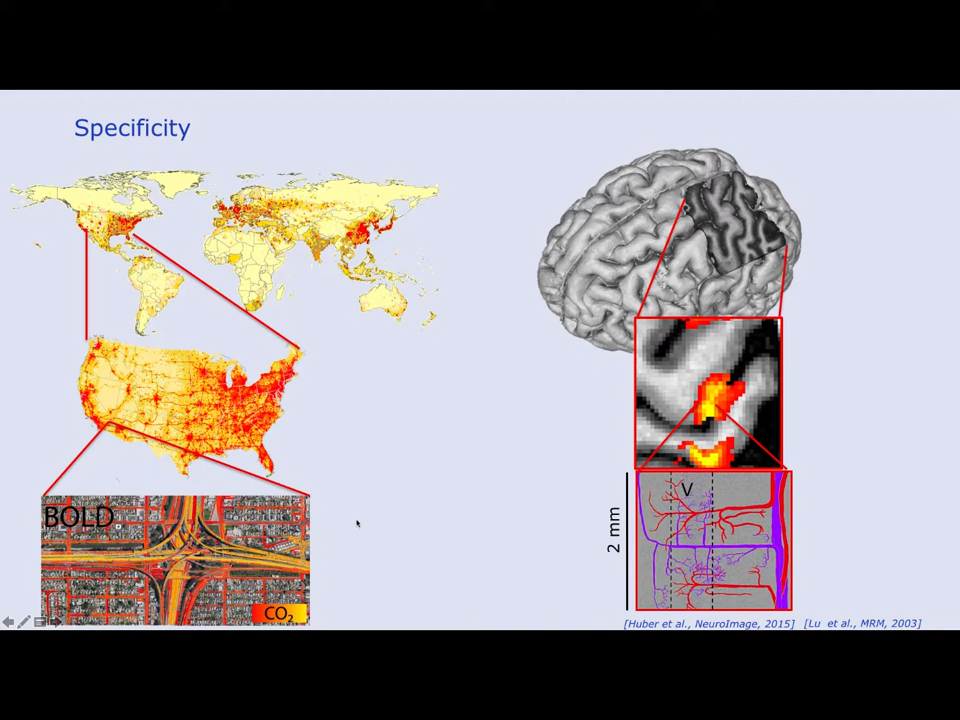 Specificity
BOLD
CO₂
V
2 mm
[Huber et al., NeuroImage, 2015] [Lu et al., MRM, 2003]